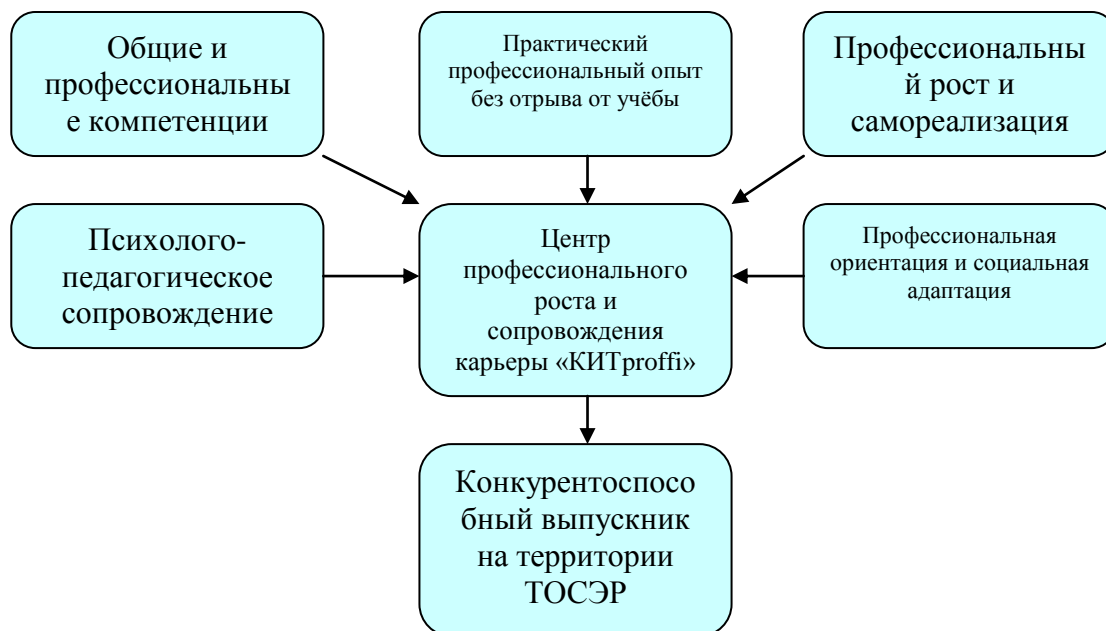 Общие и
профессиональны
е компетенции
Практический
профессиональный опыт
без отрыва от учёбы
Профессиональны
й рост и
самореализация
Психолого-
педагогическое
сопровождение
Центр
профессионального
роста и
сопровождения
карьеры «КИТproffi»
Профессиональная
ориентация и социальная
адаптация
Конкурентоспосо
бный выпускник
на территории
ТОСЭР